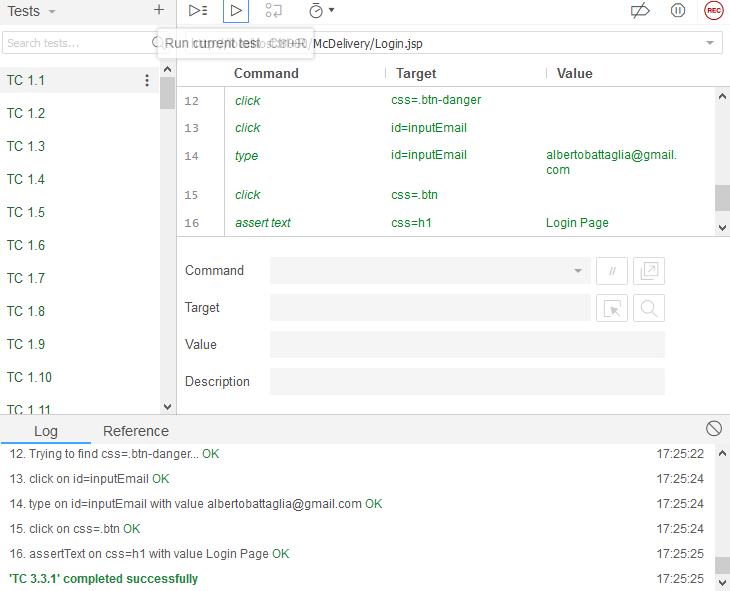 Tests
REC
Search tests...
Run current test Ctrl+R
/McDelivery/Login.jsp
Command Target Value
TC 1.1
TC 1.2
TC 1.3
TC 1.4
TC 1.5
TC 1.6
TC 1.7
TC 1.8
TC 1.9
TC 1.10
TC 1.11
12 click css=.btn-danger
13 click id=inputEmail
14 type id=inputEmail albertobattaglia@gmail.
com
15 click css=.btn
16 assert text css=h1 Login Page
Command //
Target
Value
Description
Log Reference
12. Trying to find css=.btn-danger... OK 17:25:22
13. click on id=inputEmail OK 17:25:24
14. type on id=inputEmail with value albertobattaglia@gmail.com OK 17:25:24
15. click on css=.btn OK 17:25:24
16. assertText on css=h1 with value Login Page OK 17:25:25
'TC 3.3.1' completed successfully 17:25:25